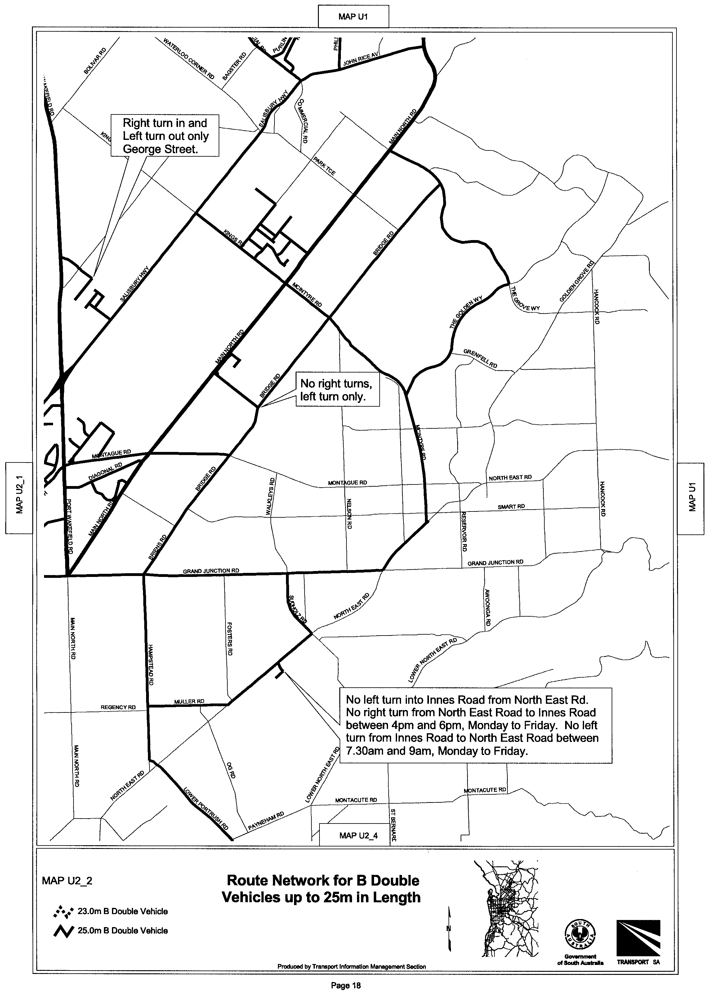 MAP U1
BOLIVAR RD
WATERLOO CORNER RD
BAGSTER RD
PURLIN
PHIL
JOHN RICE AV
SALISBURY HWY
COMMERCIAL RD
MAIN NORTH RD
Right turn in and
Left turn out only
George Street.
KING
PARK TCE
KINGS R
BRIDGE RD
SALISBURY HWY
MCINTYRE RD
THE GOLDEN WY
THE GROVE WY
GOLDEN GROVE RD
HANCOCK RD
MAIN NORTH RD
GRENFELL RD
BRIDGE RD
No right turns,
left turn only.
MCINTYRE RD
MONTAGUE RD
DIAGONAL RD
BRIDGE RD
WALKLEYS RD
MONTAGUE RD
NORTH EAST RD
HANCOCK RD
MAP U2_1
MAP U1
PORT WAKEFIELD RD
MAIN NORTH RD
NELSON RD
SMART RD
RESERVOIR RD
BRIENS RD
GRAND JUNCTION RD
GRAND JUNCTION RD
SUDHOLZ RD
NORTH EAST RD
AWOONGA RD
MAIN NORTH RD
HAMPSTEAD RD
FOSTERS RD
LOWER NORTH EAST RD
REGENCY RD
MULLER RD
No left turn into Innes Road from North East Rd.
No right turn from North East Road to Innes Road
between 4pm and 6pm, Monday to Friday. No left
turn from Innes Road to North East Road between
7.30am and 9am, Monday to Friday.
MAIN NORTH RD
NORTH EAST RD
OG RD
LOWER NORTH EAST RD
LOWER PORTRUSH RD
PAYNEHAM RD
MONTACUTE RD
MONTACUTE RD
ST BERNARD
MAP U2_4
MAP U2_2
Route Network for B Double
Vehicles up to 25m in Length
23.0m B Double Vehicle
25.0m B Double Vehicle
N
SOUTH
AUSTRALIA
Government
of South Australia
TRANSPORT SA
Produced by Transport Information Management Section
Page 18